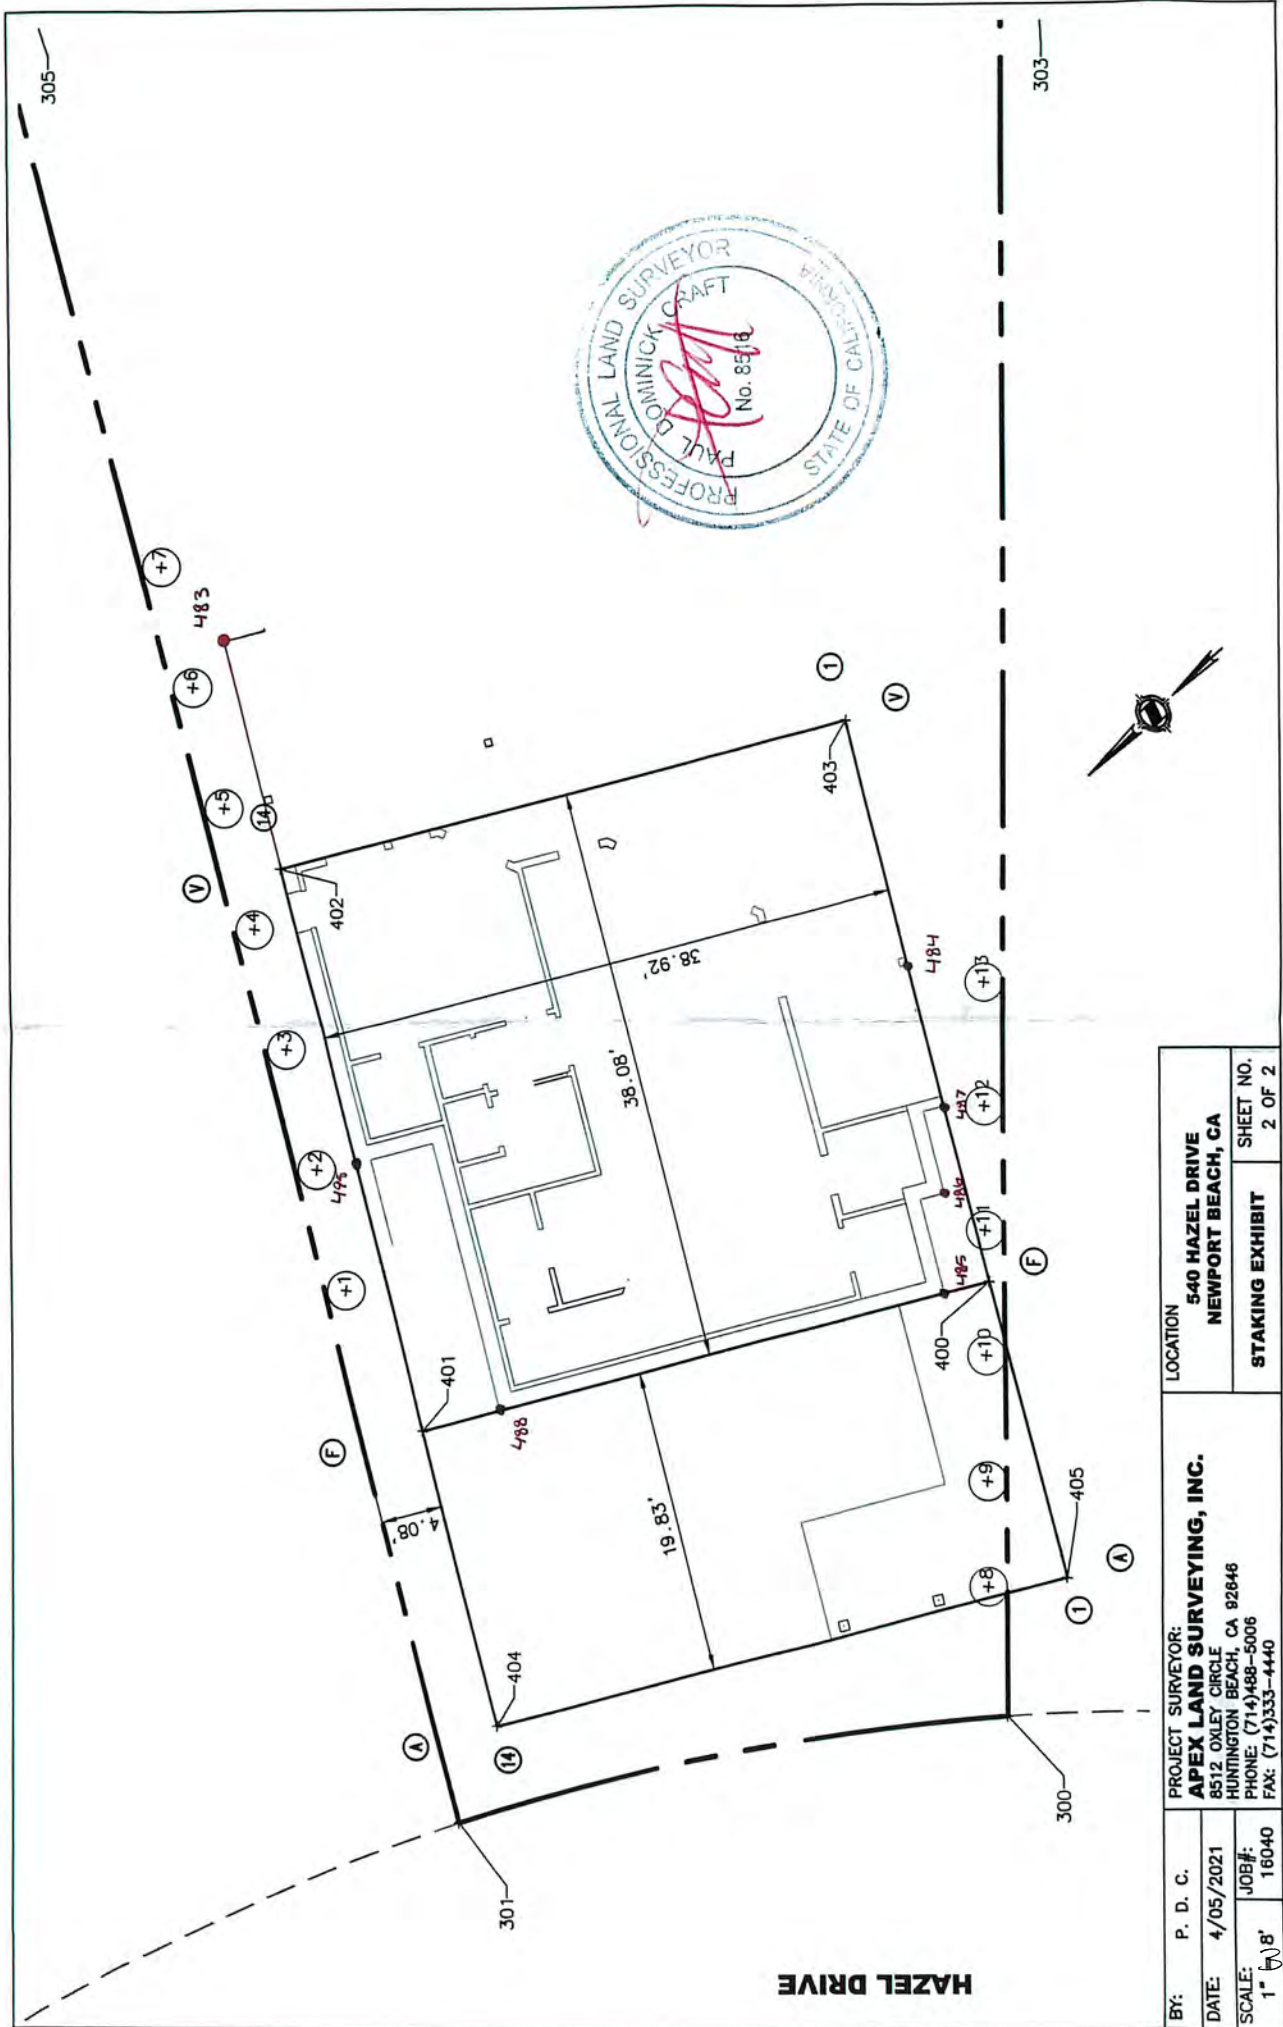 305
303
+7
483
+6
+5
14
V
+4
402
+3
+2
+1
F
401
488
4.08'
A
404
14
301
38.92'
38.08'
19.83'
1
V
403
484
+13
+12
487
486
+11
485
F
400
+10
+9
405
+8
1
A
300
HAZEL DRIVE
PROFESSIONAL LAND SURVEYOR
PAUL DOMINICK CRAFT
No. 8516
STATE OF CALIFORNIA
BY: P. D. C.
DATE: 4/05/2021
SCALE: 1" 8'
JOB#: 16040
PROJECT SURVEYOR:
APEX LAND SURVEYING, INC.
8512 OXLEY CIRCLE
HUNTINGTON BEACH, CA 92646
PHONE: (714)488-5006
FAX: (714)333-4440
LOCATION
540 HAZEL DRIVE
NEWPORT BEACH, CA
STAKING EXHIBIT
SHEET NO.
2 OF 2